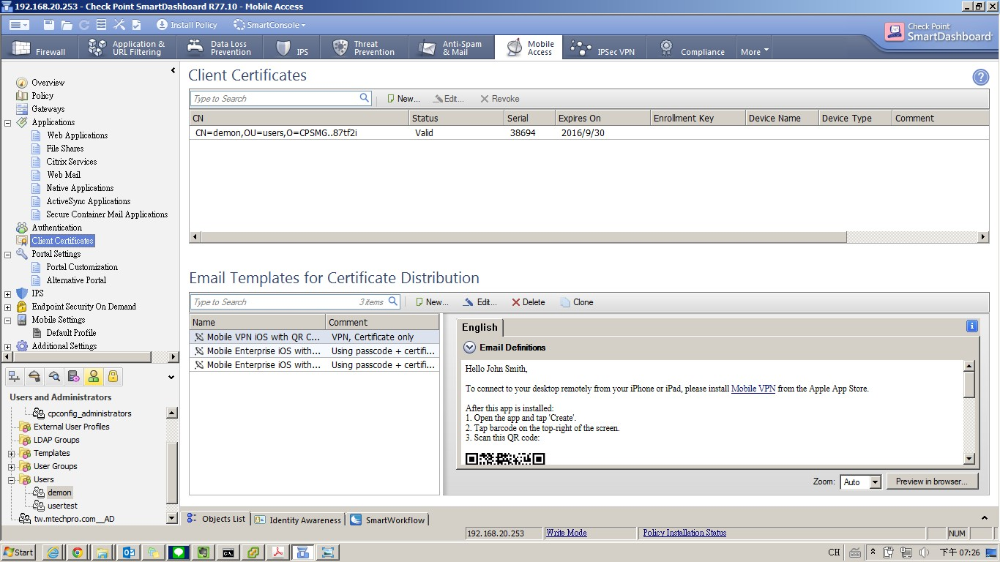 192.168.20.253 - Check Point SmartDashboard R77.10 - Mobile Access
Install Policy SmartConsole
Check Point
SmartDashboard
Firewall
Application &
URL Filtering
Data Loss
Prevention
IPS
Threat
Prevention
Anti-Spam
& Mail
Mobile
Access
IPSec VPN
Compliance
More
Overview
Policy
Gateways
Applications
Web Applications
File Shares
Citrix Services
Web Mail
Native Applications
ActiveSync Applications
Secure Container Mail Applications
Authentication
Client Certificates
Portal Settings
Portal Customization
Alternative Portal
IPS
Endpoint Security On Demand
Mobile Settings
Default Profile
Additional Settings
Users and Administrators
cpconfig_administrators
External User Profiles
LDAP Groups
Templates
User Groups
Users
demon
usertest
tw.mtechpro.com__AD
Client Certificates
Type to Search New... Edit... Revoke
CN Status Serial Expires On Enrollment Key Device Name Device Type Comment
CN=demon,OU=users,O=CPSMG..87tf2i Valid 38694 2016/9/30
Email Templates for Certificate Distribution
Type to Search 3 items New... Edit... Delete Clone
Name Comment
Mobile VPN iOS with QR C... VPN, Certificate only
Mobile Enterprise iOS with... Using passcode + certifi...
Mobile Enterprise iOS with... Using passcode + certifi...
English
Email Definitions
Hello John Smith,
To connect to your desktop remotely from your iPhone or iPad, please install Mobile VPN from the Apple App Store.
After this app is installed:
1. Open the app and tap 'Create'.
2. Tap barcode on the top-right of the screen.
3. Scan this QR code:
Zoom: Auto Preview in browser...
Objects List Identity Awareness SmartWorkflow
192.168.20.253 Write Mode Policy Installation Status NUM
Start CH 下午 07:26